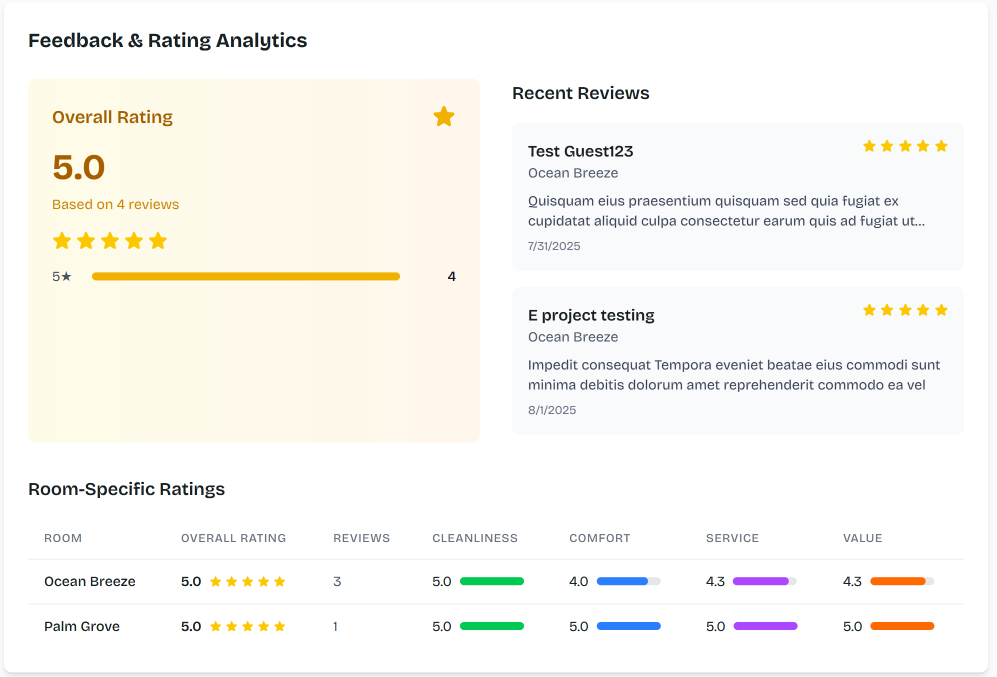 Feedback & Rating Analytics
Overall Rating
5.0
Based on 4 reviews
5★ 4
Recent Reviews
Test Guest123
Ocean Breeze
Quisquam eius praesentium quisquam sed quia fugiat ex
cupidatat aliquid culpa consectetur earum quis ad fugiat ut...
7/31/2025
E project testing
Ocean Breeze
Impedit consequat Tempora eveniet beatae eius commodi sunt
minima debitis dolorum amet reprehenderit commodo ea vel
8/1/2025
Room-Specific Ratings
ROOM OVERALL RATING REVIEWS CLEANLINESS COMFORT SERVICE VALUE
Ocean Breeze 5.0 3 5.0 4.0 4.3 4.3
Palm Grove 5.0 1 5.0 5.0 5.0 5.0